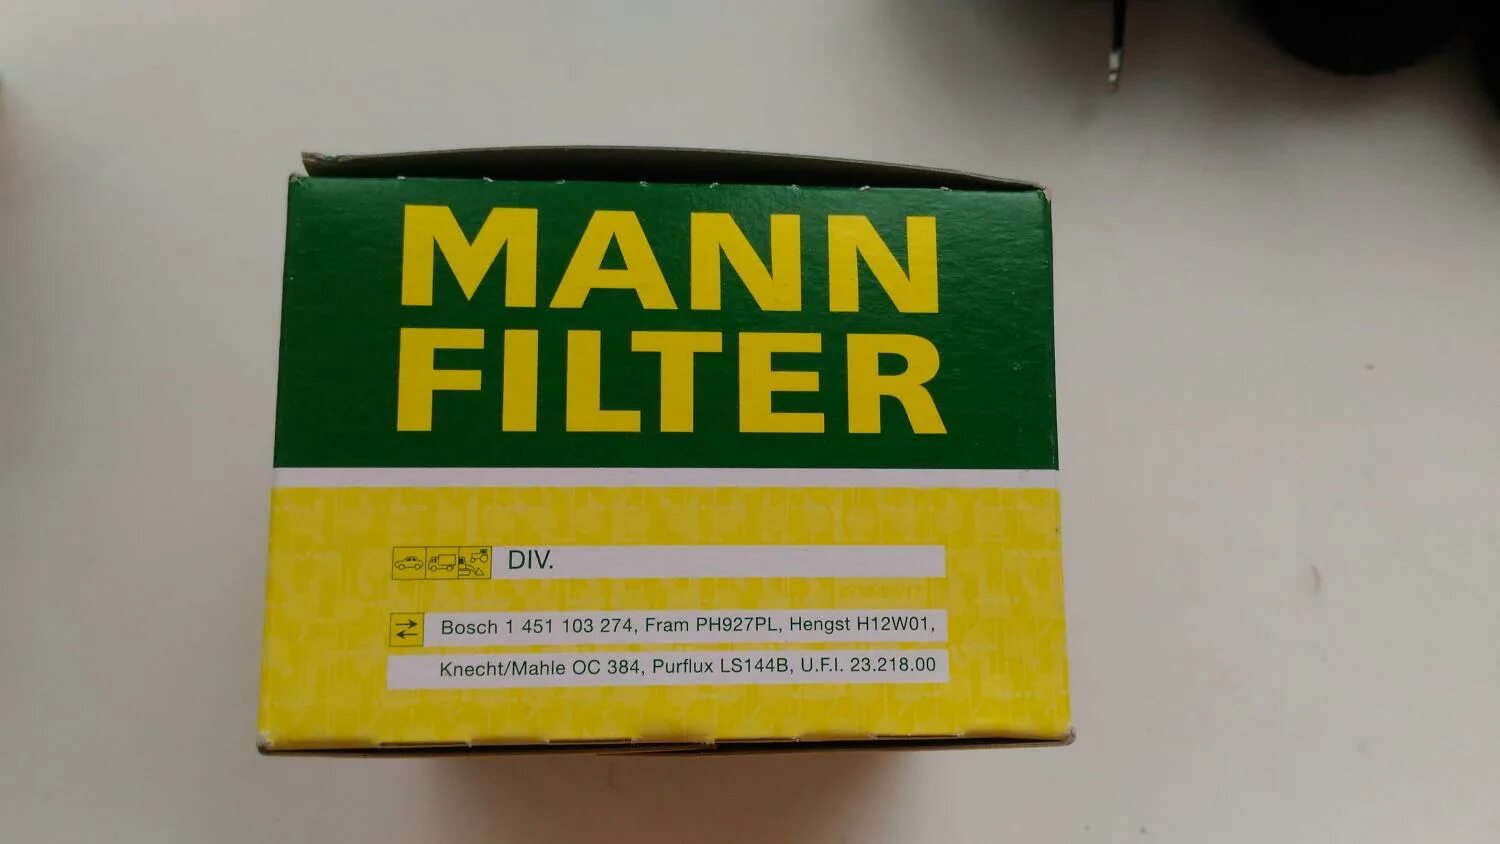 MANN
FILTER
DIV.
Bosch 1 451 103 274, Fram PH927PL, Hengst H12W01,
Knecht/Mahle OC 384, Purflux LS144B, U.F.I. 23.218.00